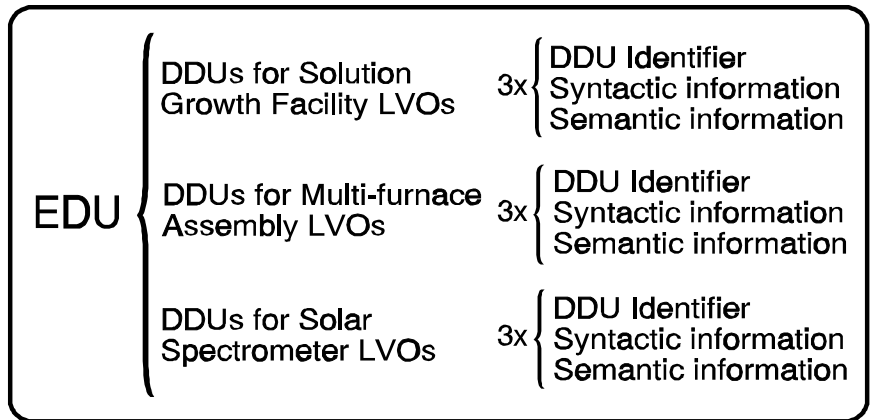 EDU
DDUs for Solution
Growth Facility LVOs
3x
DDU Identifier
Syntactic information
Semantic information
DDUs for Multi-furnace
Assembly LVOs
3x
DDU Identifier
Syntactic information
Semantic information
DDUs for Solar
Spectrometer LVOs
3x
DDU Identifier
Syntactic information
Semantic information